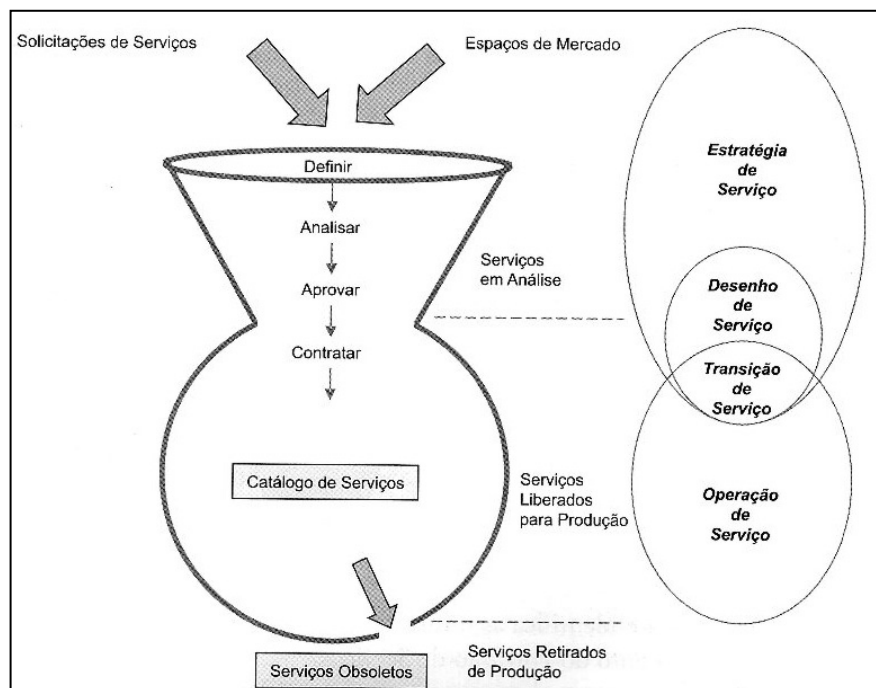 Solicitações de Serviços
Espaços de Mercado
Definir
Analisar
Aprovar
Contratar
Catálogo de Serviços
Serviços Obsoletos
Serviços
em Análise
Serviços
Liberados
para Produção
Serviços Retirados
de Produção
Estratégia
de
Serviço
Desenho
de
Serviço
Transição
de
Serviço
Operação
de
Serviço